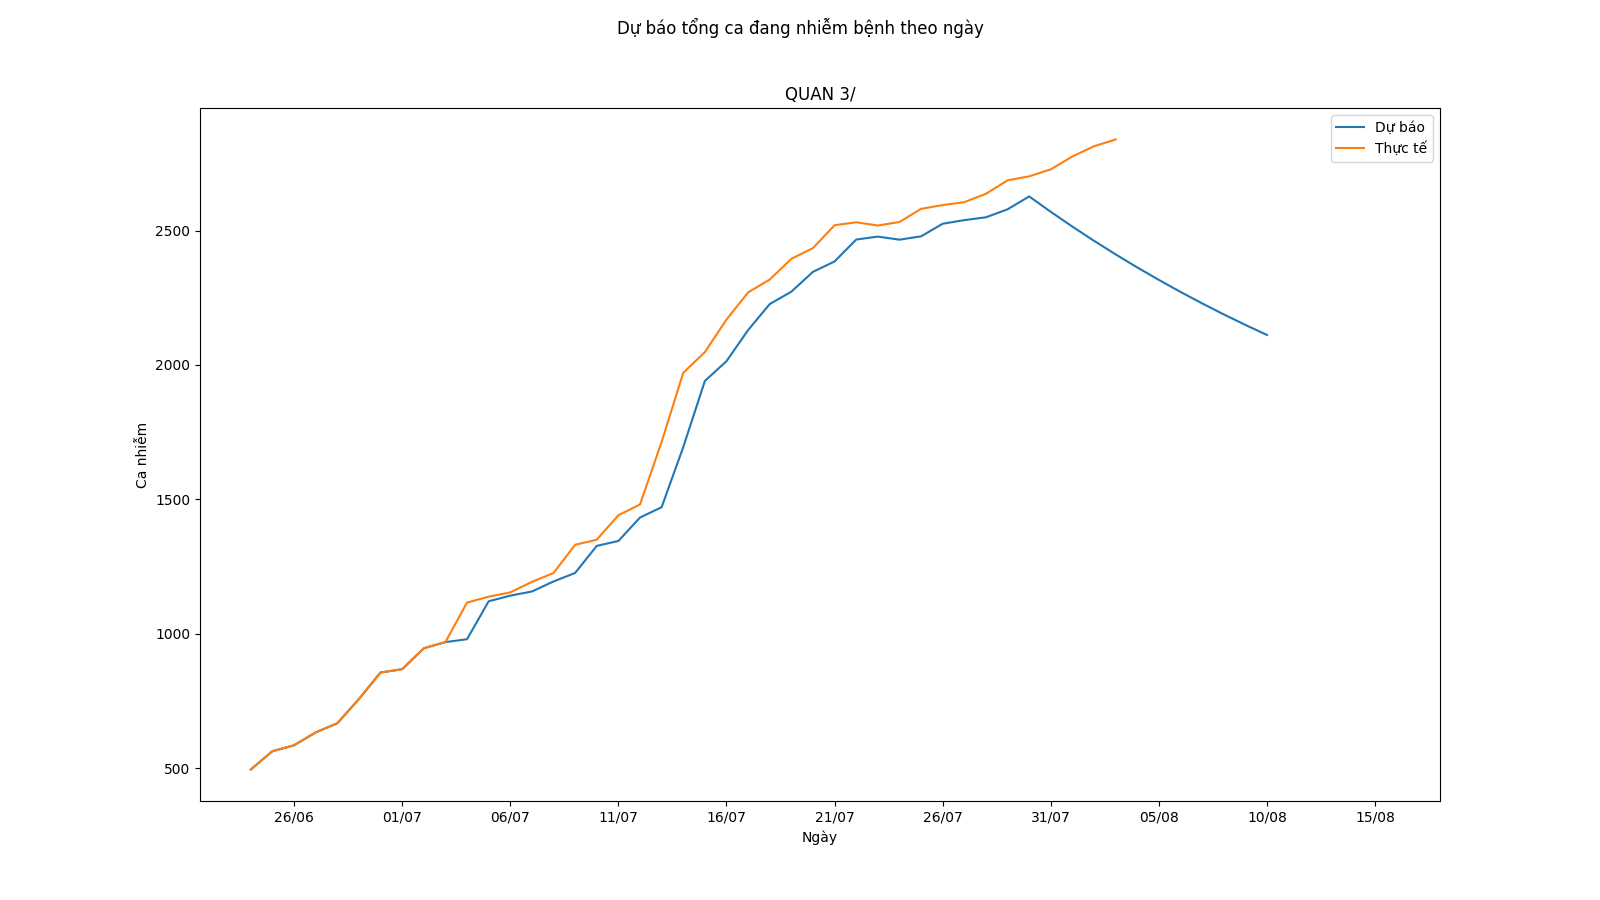 Dự báo tổng ca đang nhiễm bệnh theo ngày
QUAN 3/
Dự báo
Thực tế
Ca nhiễm
2500
2000
1500
1000
500
26/06 01/07 06/07 11/07 16/07 21/07 26/07 31/07 05/08 10/08 15/08
Ngày